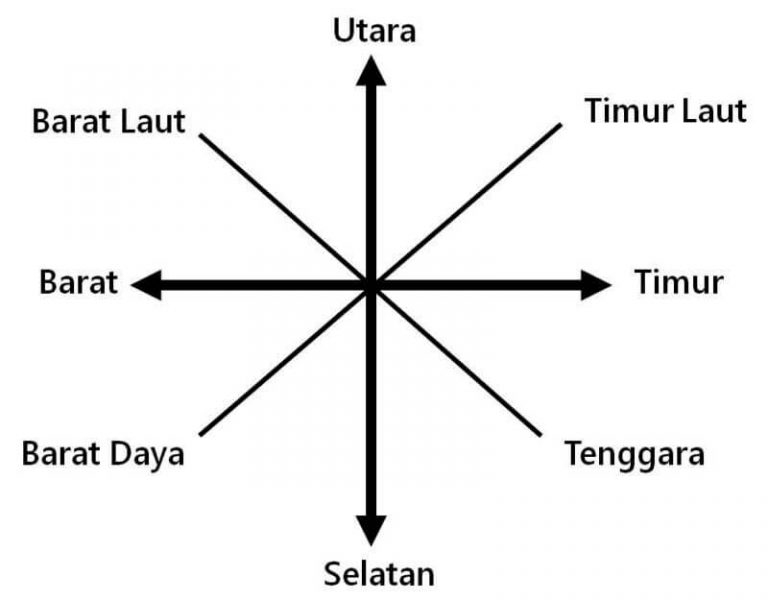 Utara
Barat Laut
Timur Laut
Barat
Timur
Barat Daya
Tenggara
Selatan